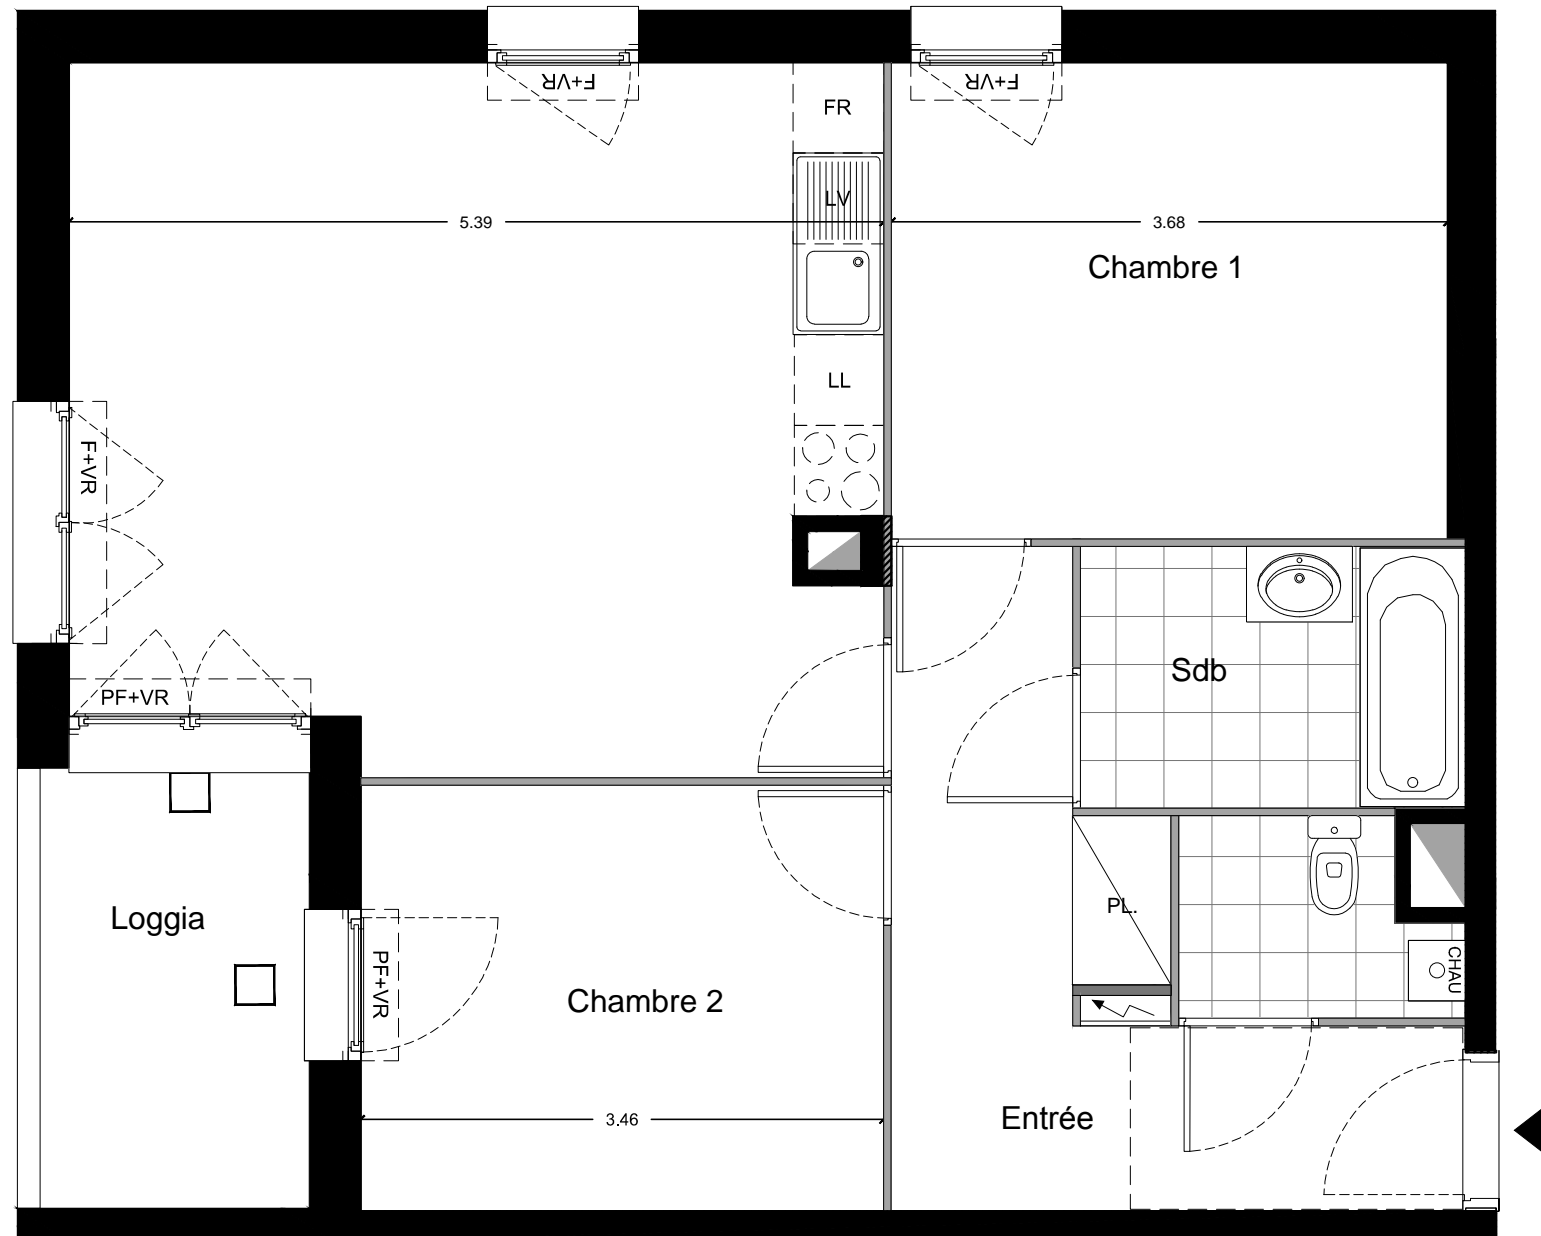 F+VR
F+VR
FR
LV
5.39
3.68
Chambre 1
LL
F+VR
Sdb
PF+VR
PL.
Loggia
CHAU
PF+VR
Chambre 2
Entrée
3.46